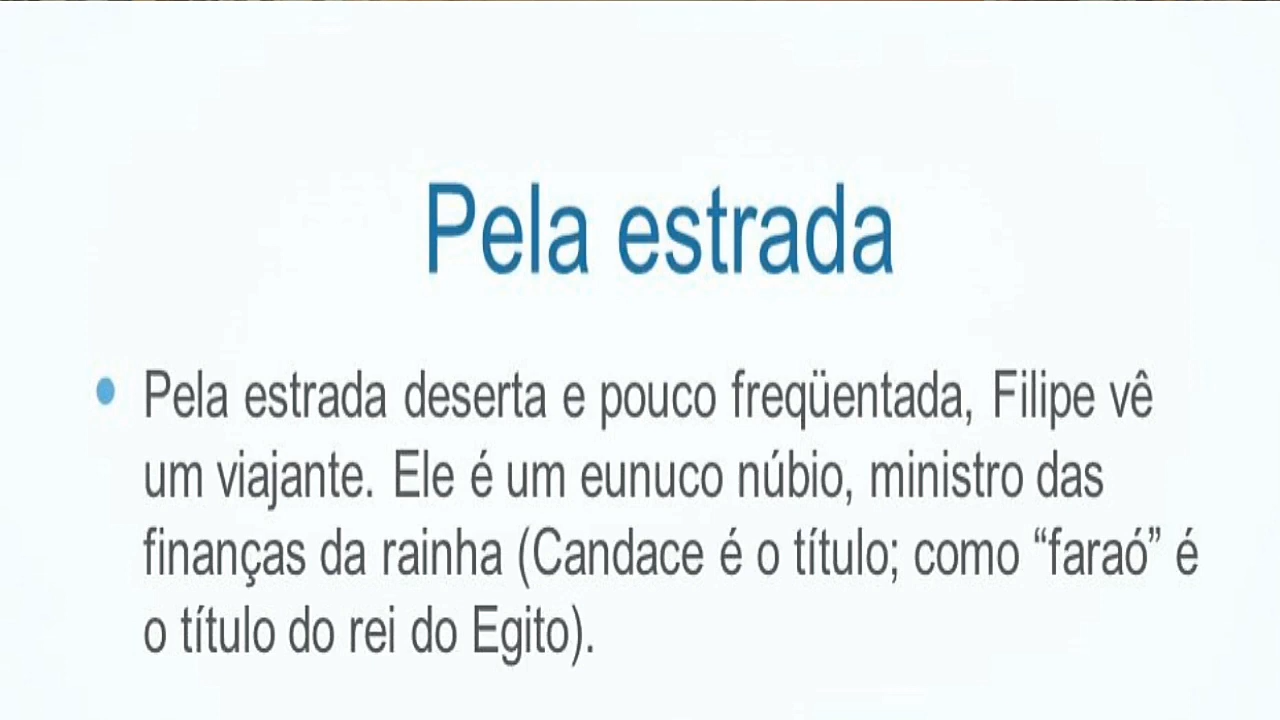 Pela estrada
• Pela estrada deserta e pouco freqüentada, Filipe vê
um viajante. Ele é um eunuco núbio, ministro das
finanças da rainha (Candace é o título; como “faraó” é
o título do rei do Egito).